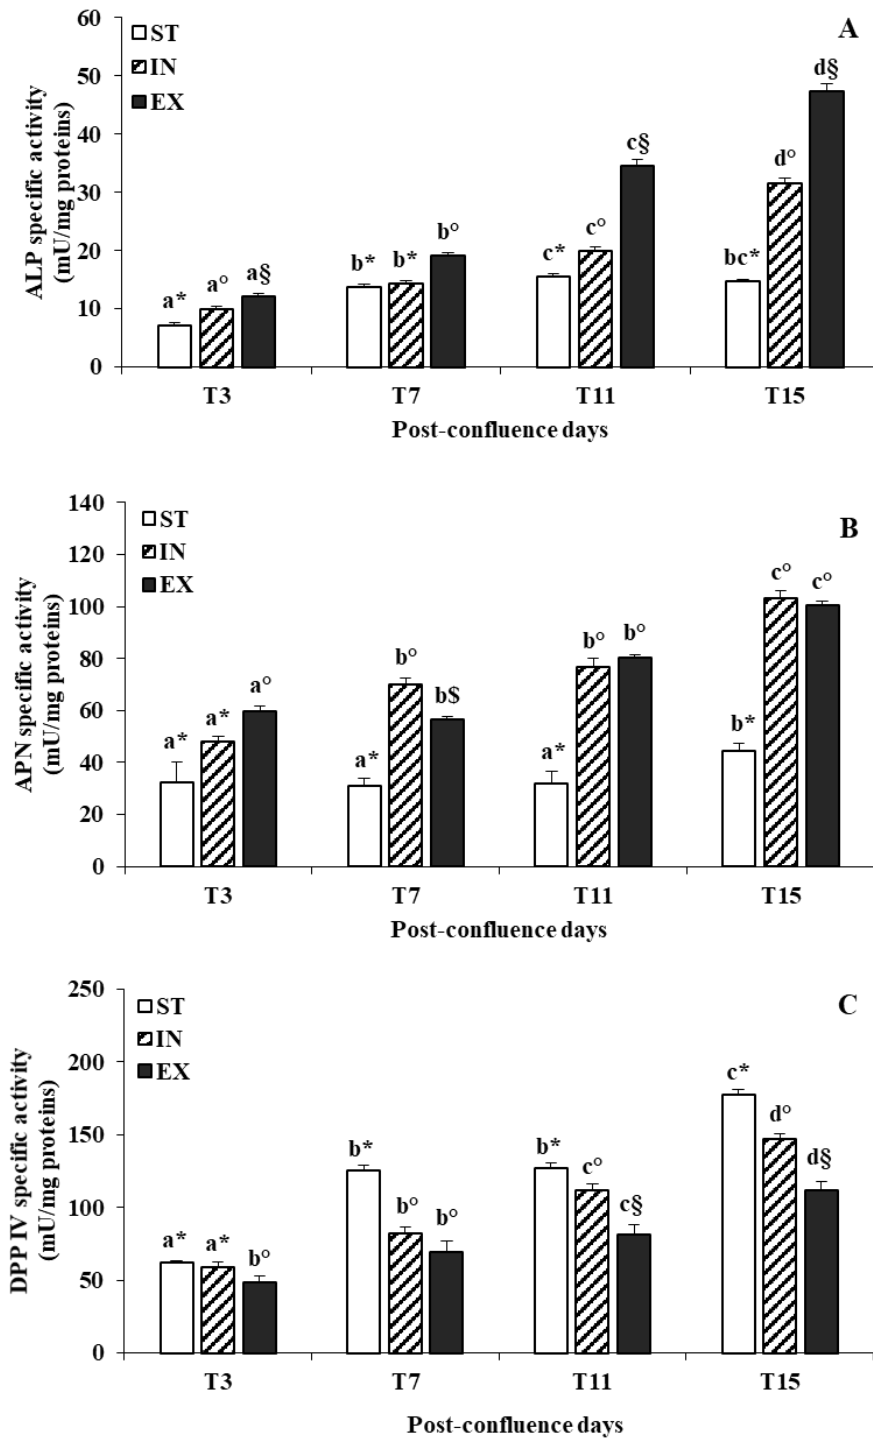 60
ST
A
50
IN
EX
40
30
20
10
0
ALP specific activity
(mU/mg proteins)
a* a° a§
b* b* b°
c* c° c§
bc* d° d§
T3 T7 T11 T15
Post-confluence days
140
ST
B
120
IN
EX
100
80
60
40
20
0
APN specific activity
(mU/mg proteins)
a* a* a°
a* b° b$
a* b° b°
b* c° c°
T3 T7 T11 T15
Post-confluence days
250
ST
C
IN
200
EX
150
100
50
0
DPP IV specific activity
(mU/mg proteins)
a* a* b°
b* b° b°
b* c° c§
c* d° d§
T3 T7 T11 T15
Post-confluence days